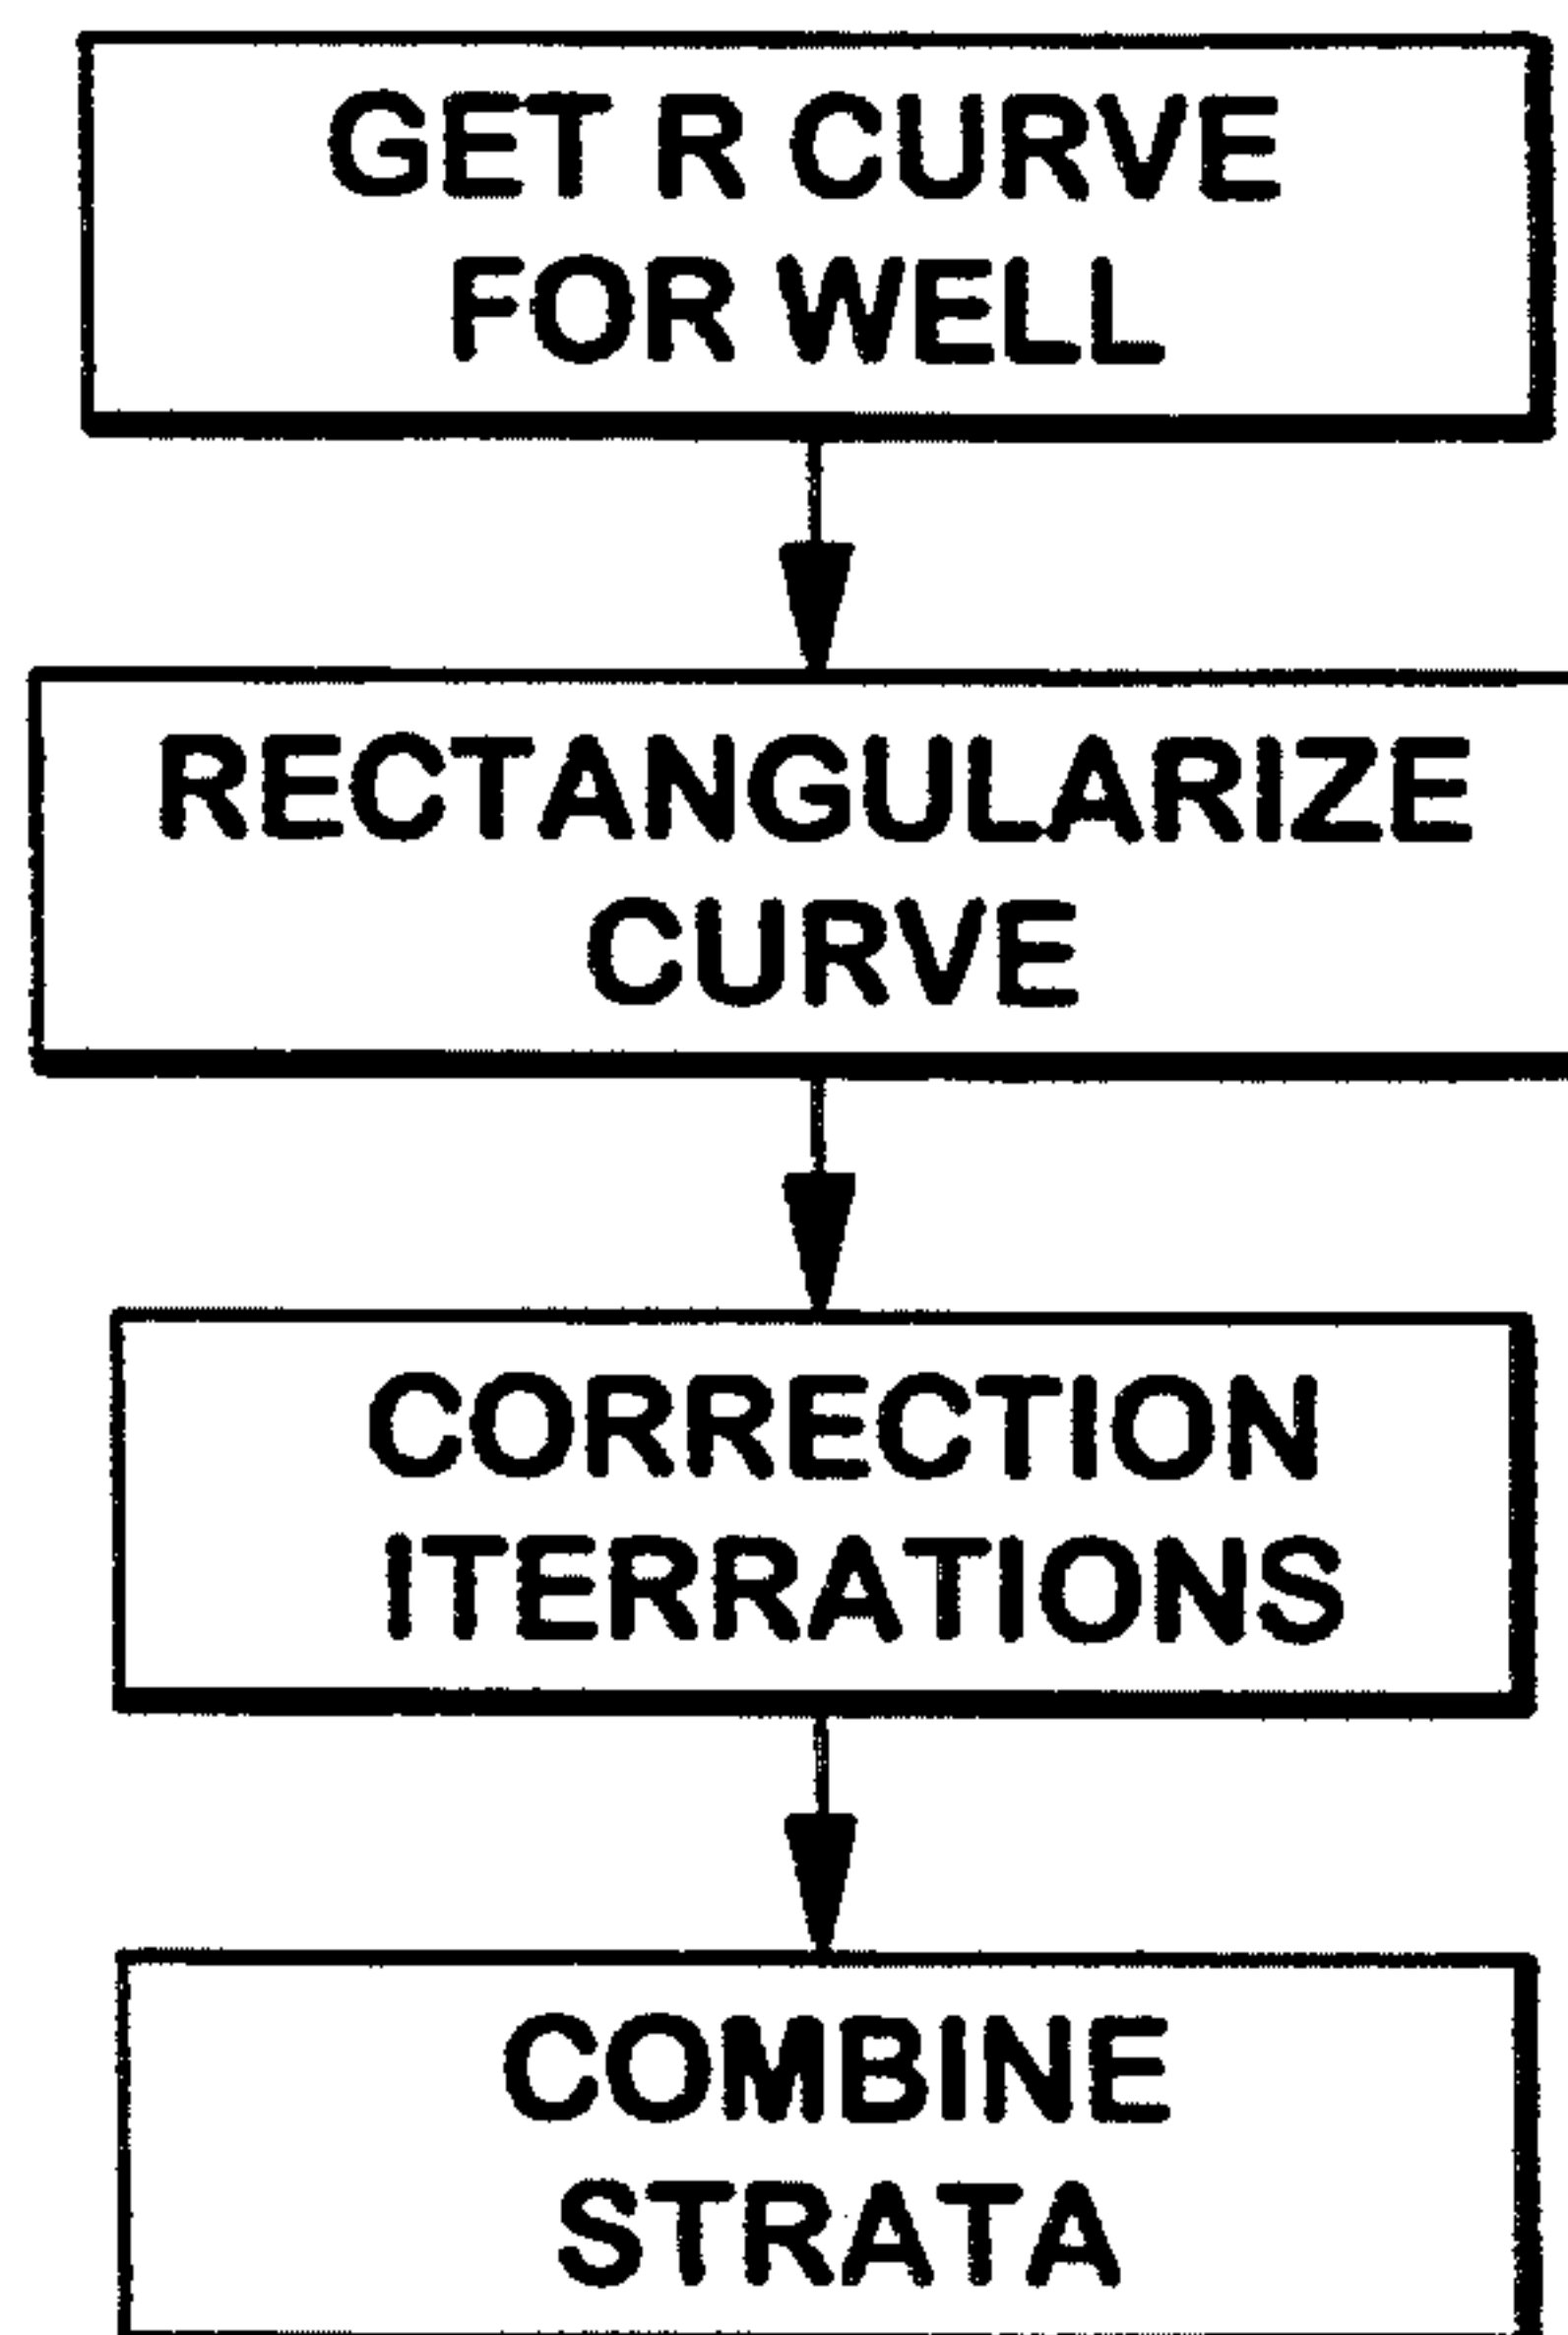 GET R CURVE
FOR WELL
RECTANGULARIZE
CURVE
CORRECTION
ITERRATIONS
COMBINE
STRATA